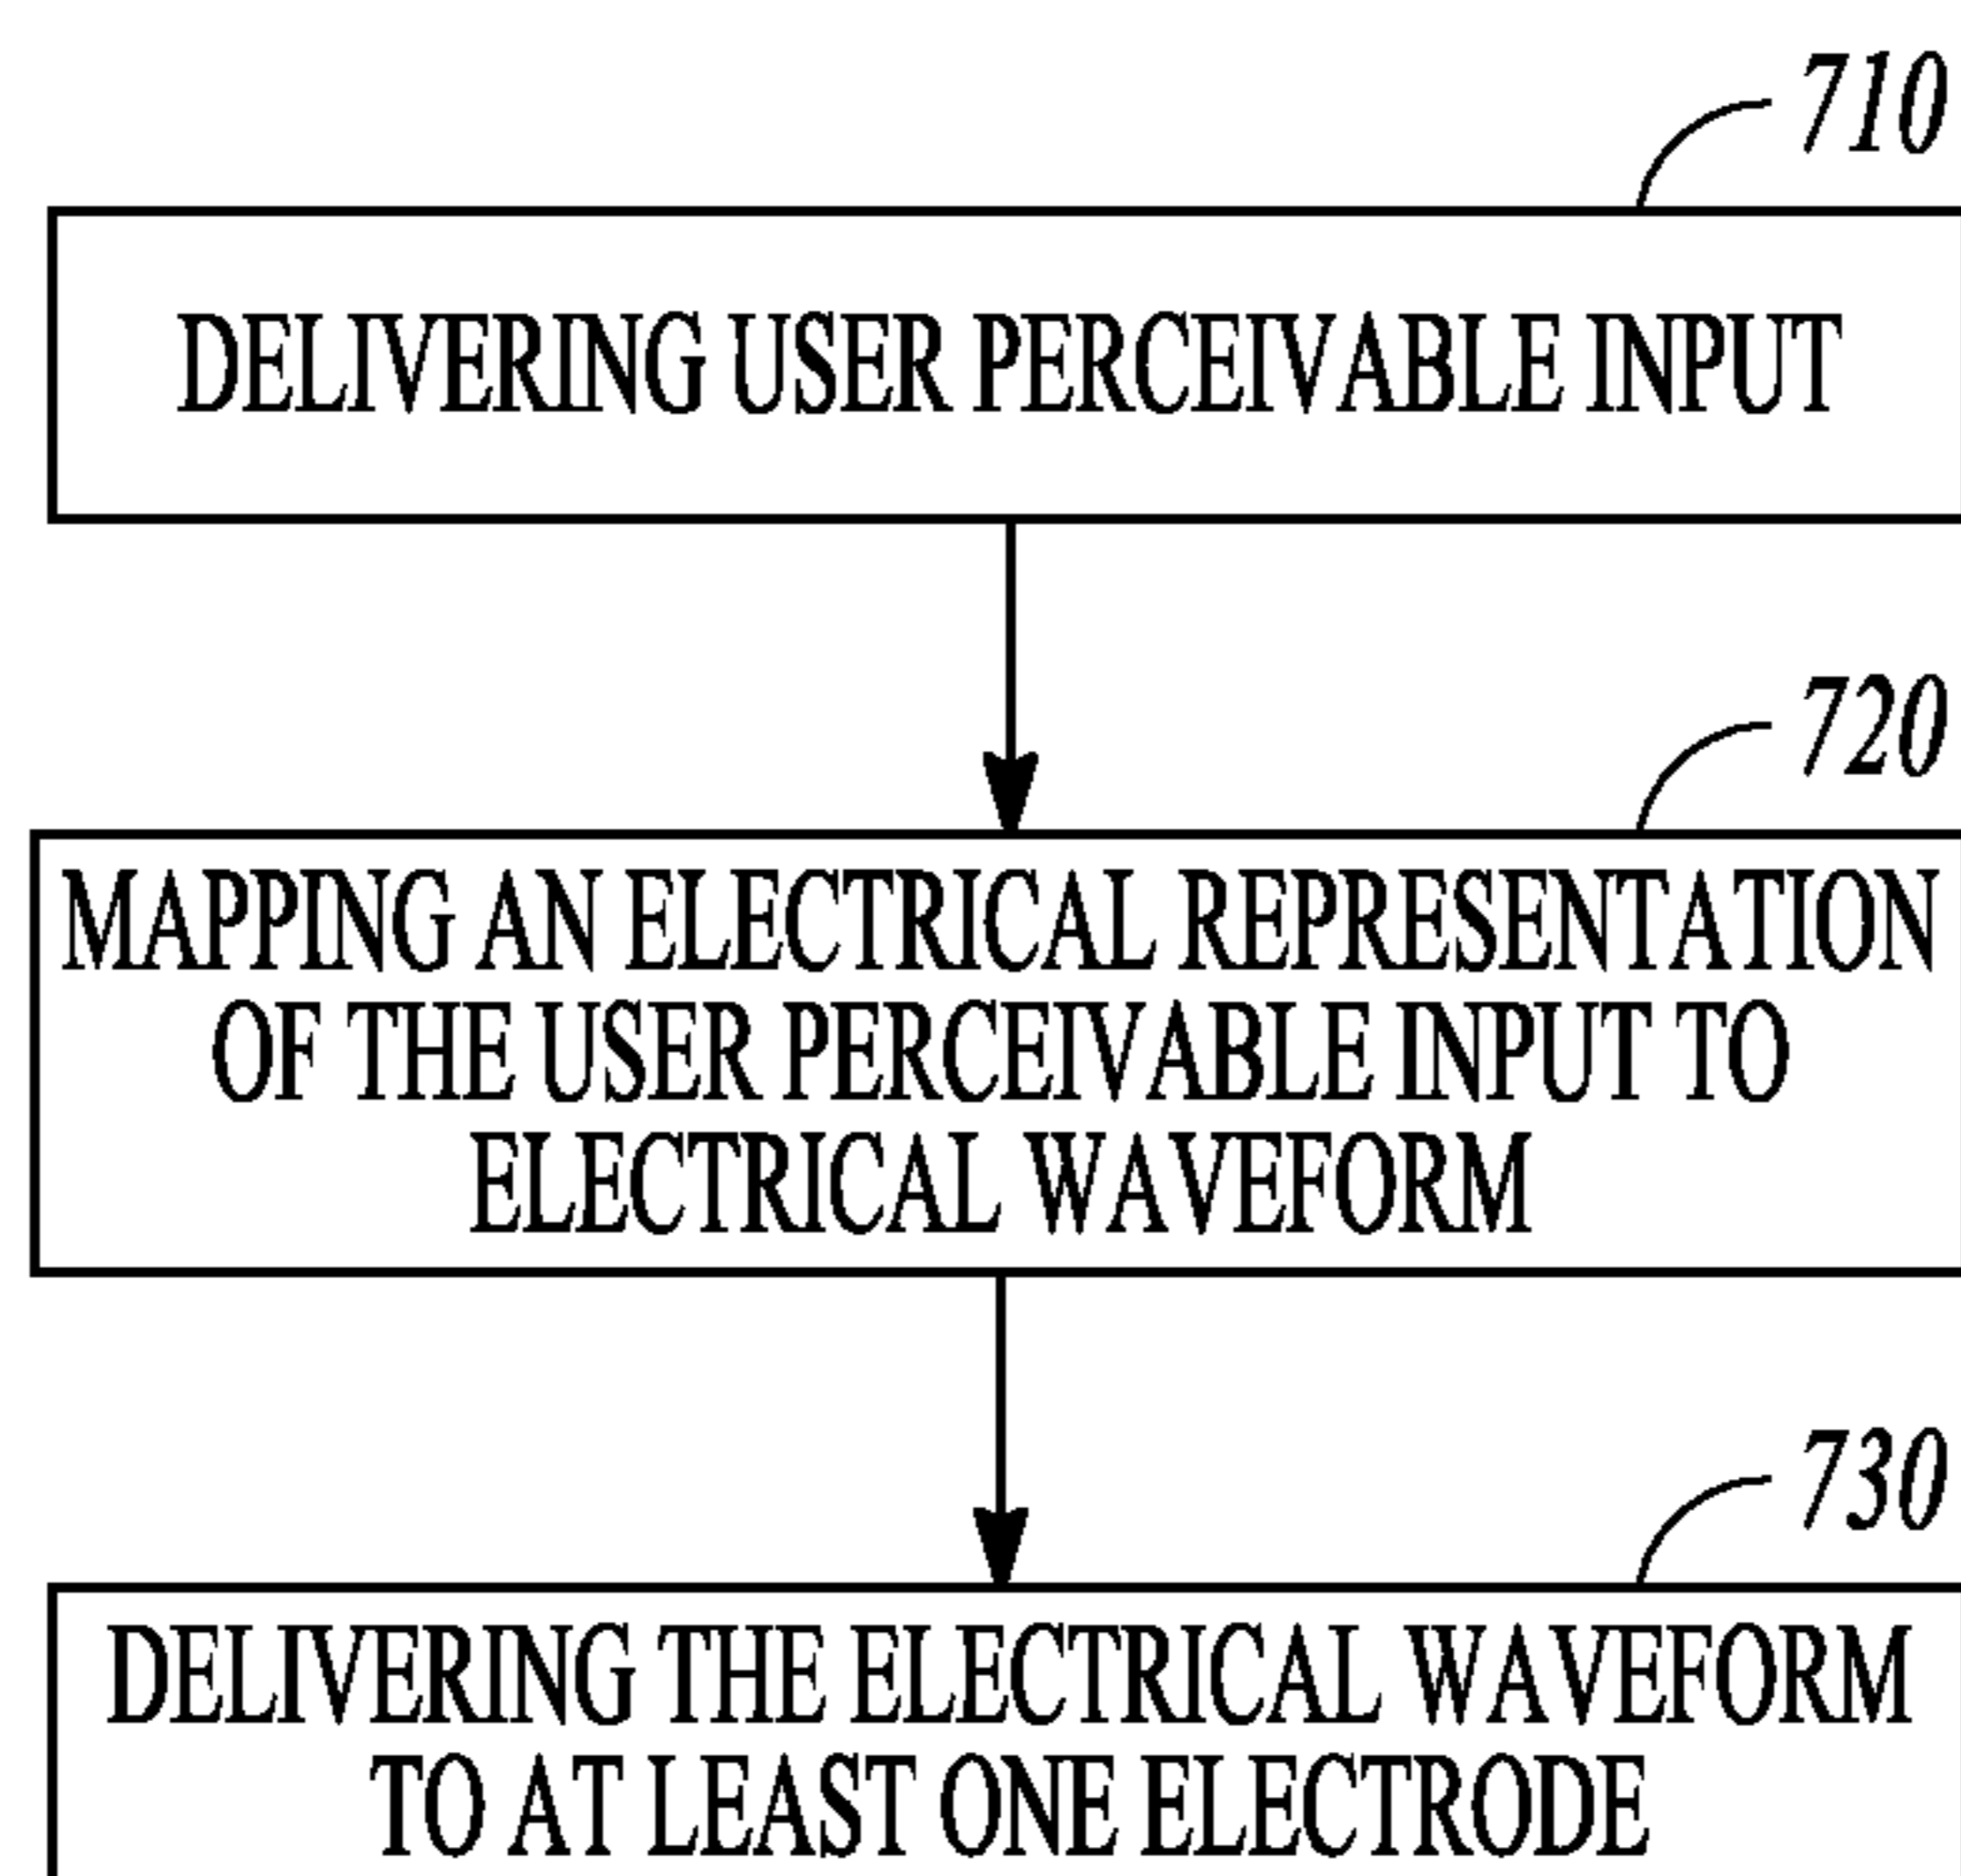 710
DELIVERING USER PERCEIVABLE INPUT
720
MAPPING AN ELECTRICAL REPRESENTATION
OF THE USER PERCEIVABLE INPUT TO
ELECTRICAL WAVEFORM
730
DELIVERING THE ELECTRICAL WAVEFORM
TO AT LEAST ONE ELECTRODE